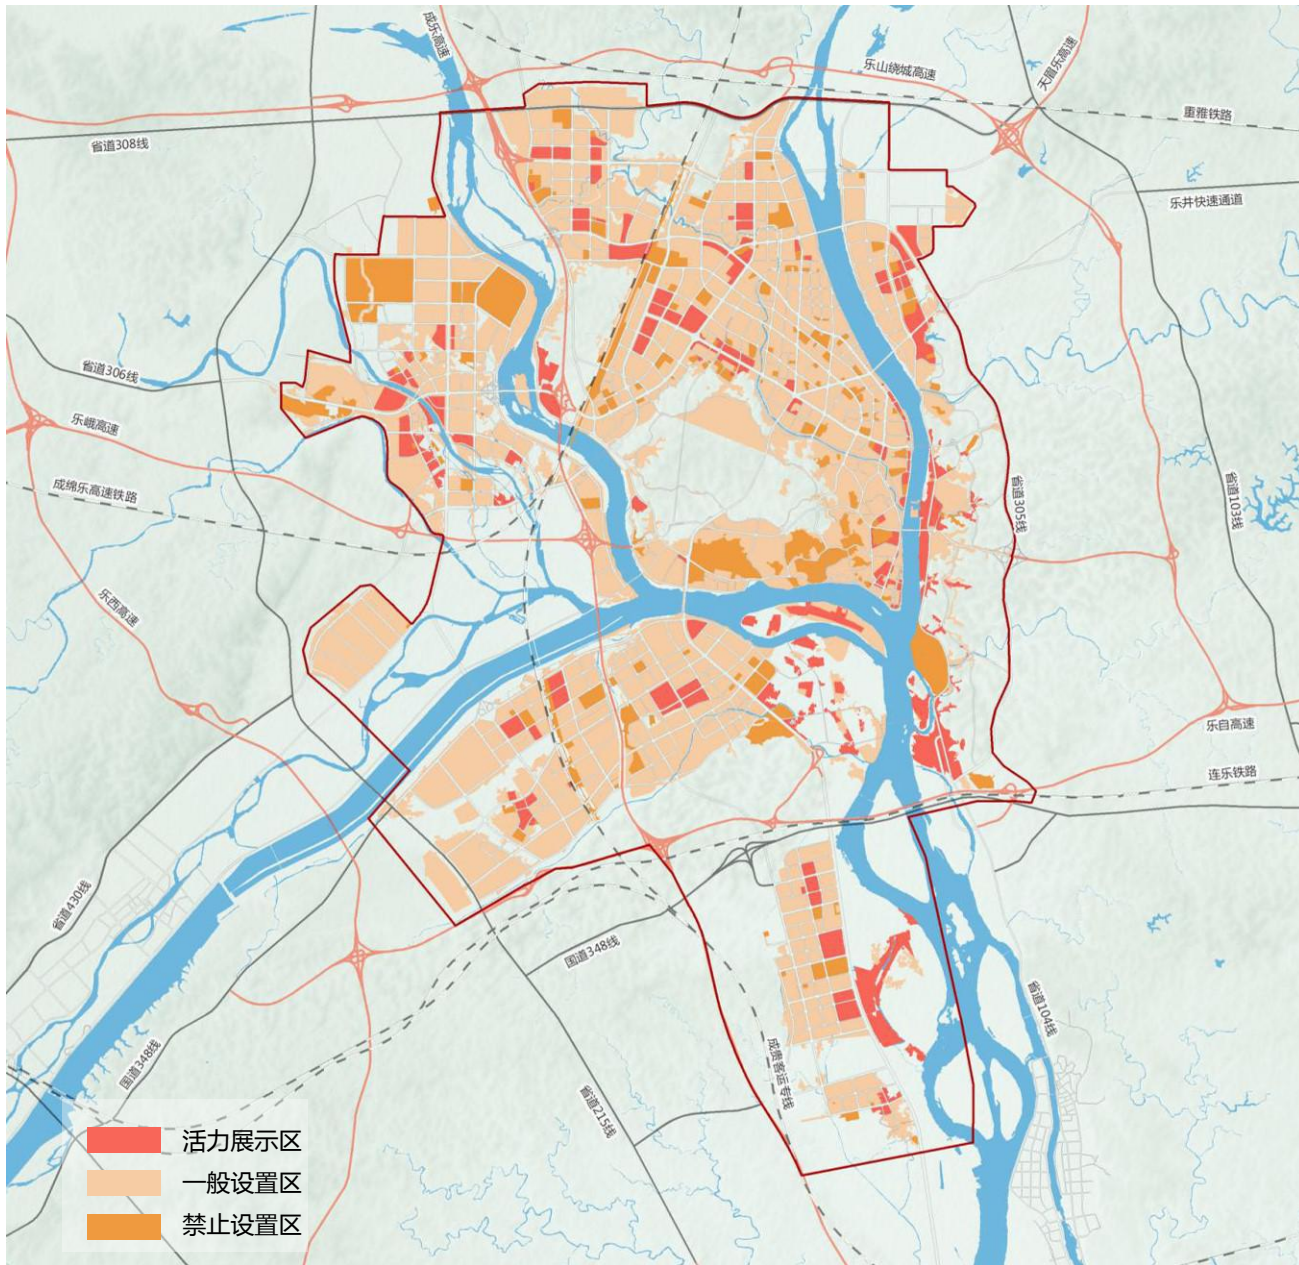 成乐高速
乐山绕城高速
天眉乐高速
重雅铁路
省道308线
乐井快速通道
省道306线
乐峨高速
成绵乐高速铁路
省道305线
省道103线
乐西高速
乐自高速
连乐铁路
省道430线
国道348线
省道104线
国道348线
成贵客运专线
省道215线
活力展示区
一般设置区
禁止设置区